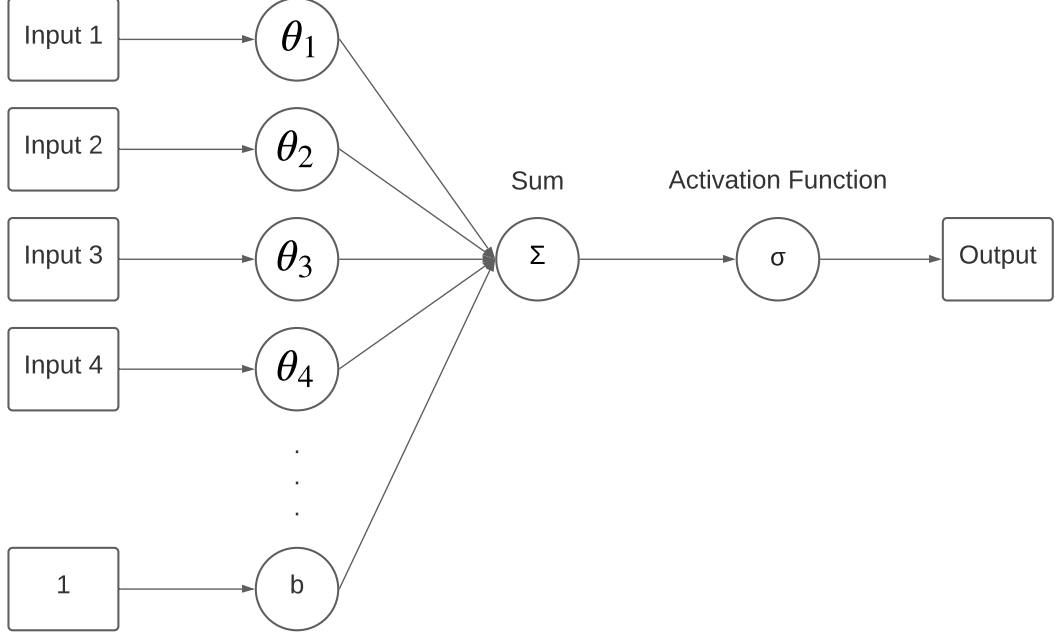 Input 1
θ1
Input 2
θ2
Sum
Activation Function
Input 3
θ3
Σ
σ
Output
Input 4
θ4
.
.
.
1
b